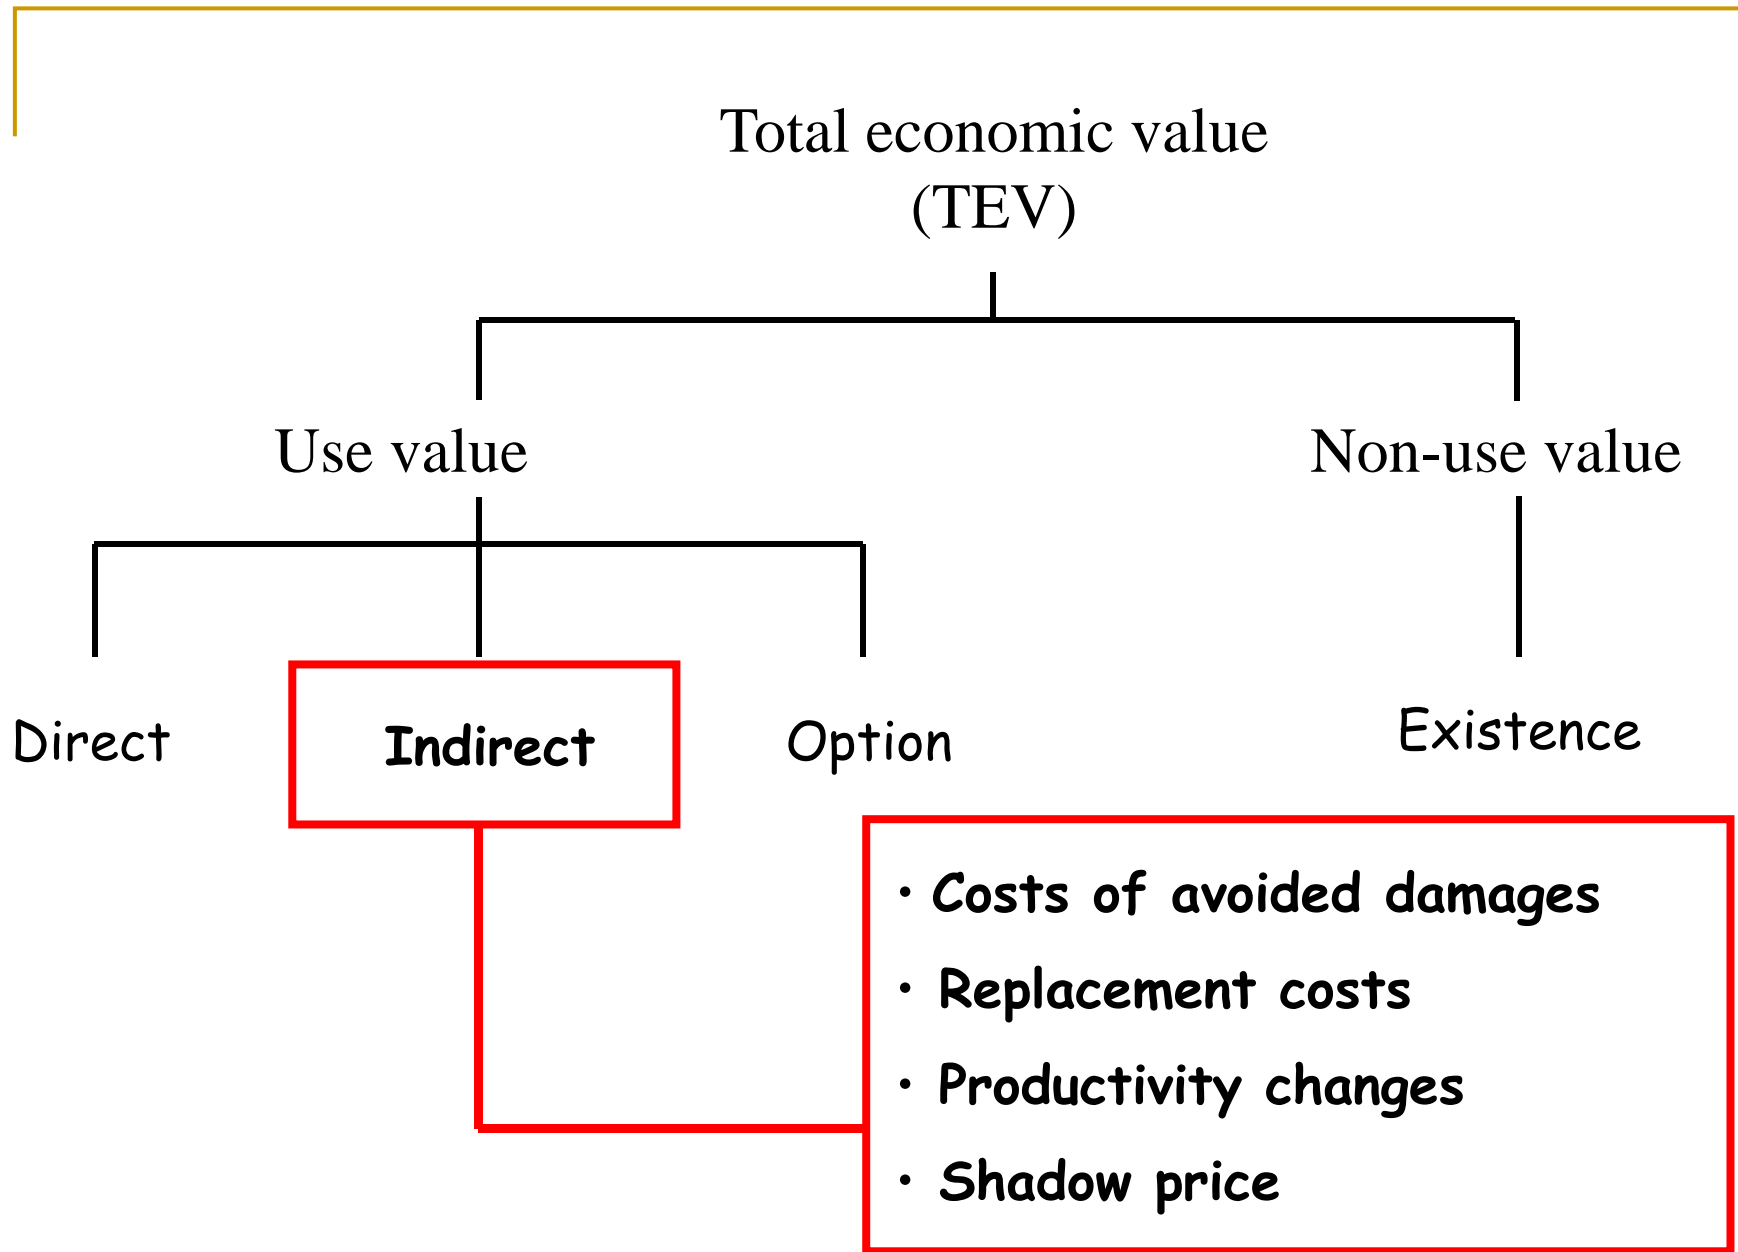 Total economic value
(TEV)
Use value
Non-use value
Direct
Indirect
Option
Existence
• Costs of avoided damages
• Replacement costs
• Productivity changes
• Shadow price